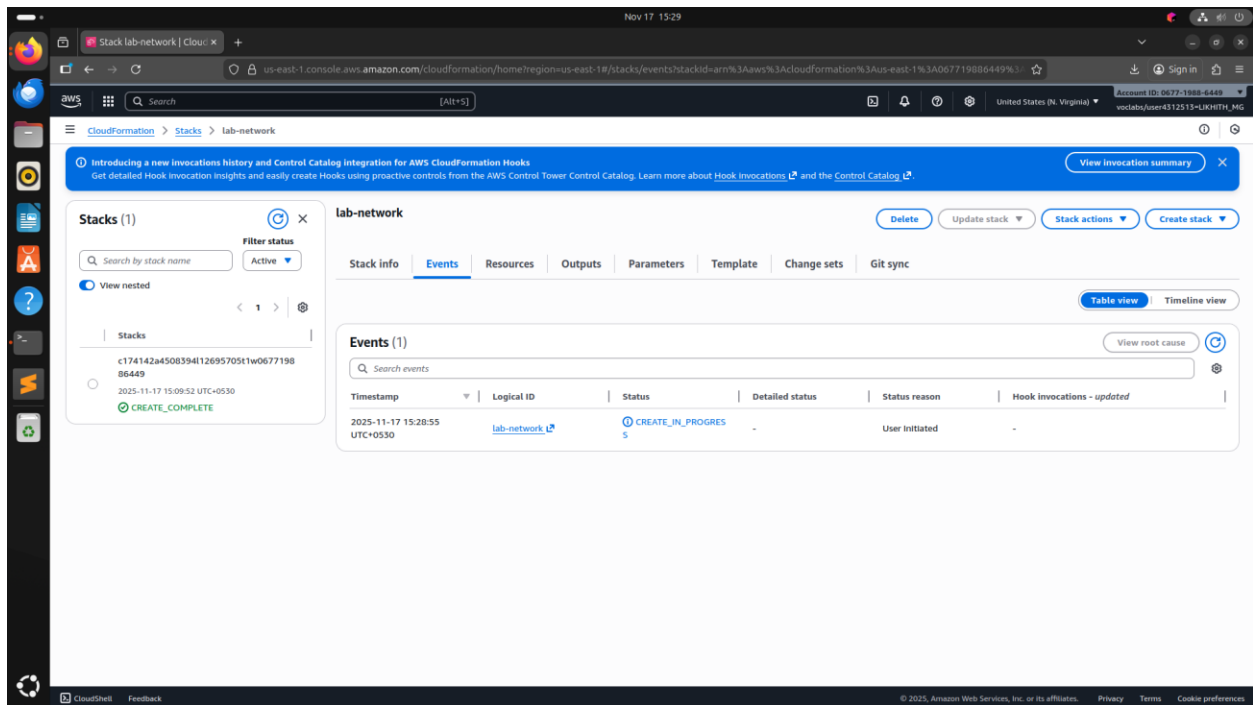 Nov 17 15:29
Stack lab-network | Cloud
us-east-1.console.aws.amazon.com/cloudformation/home?region=us-east-1#/stacks/events?stackId=arn%3Aaws%3Acloudformation%3Aus-east-1%3A067719886449%3
Sign in
aws
Search
[Alt+S]
United States (N. Virginia)
Account ID: 0677-1988-6449
voclabs/user4312513=LIKHITH_MG
CloudFormation > Stacks > lab-network
Introducing a new invocations history and Control Catalog integration for AWS CloudFormation Hooks
Get detailed Hook invocation insights and easily create Hooks using proactive controls from the AWS Control Tower Control Catalog. Learn more about Hook Invocations and the Control Catalog.
View invocation summary
Stacks (1)
Filter status
Search by stack name
Active
View nested
1
Stacks
c174142a4508394l12695705t1w0677198
86449
2025-11-17 15:09:52 UTC+0530
CREATE_COMPLETE
lab-network
Delete
Update stack
Stack actions
Create stack
Stack info
Events
Resources
Outputs
Parameters
Template
Change sets
Git sync
Table view
Timeline view
Events (1)
View root cause
Search events
Timestamp
Logical ID
Status
Detailed status
Status reason
Hook invocations - updated
2025-11-17 15:28:55
UTC+0530
lab-network
CREATE_IN_PROGRES
S
-
User Initiated
-
CloudShell
Feedback
© 2025, Amazon Web Services, Inc. or its affiliates.
Privacy
Terms
Cookie preferences